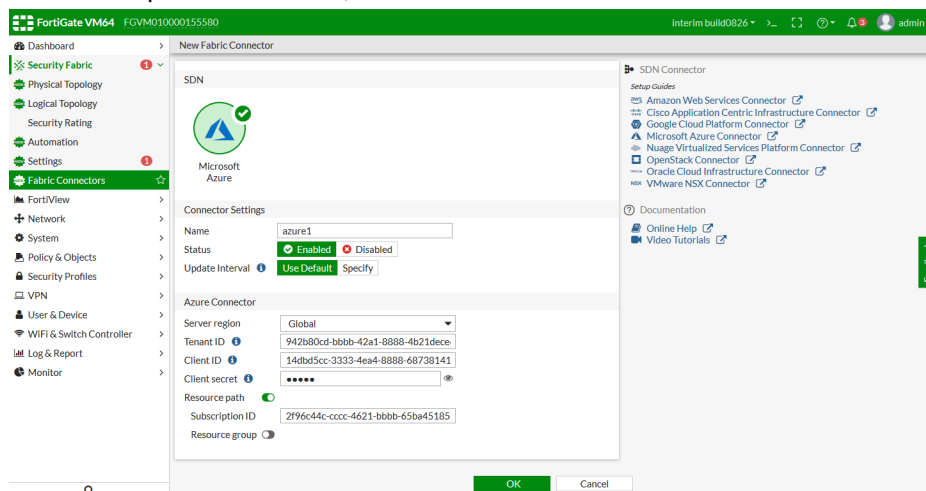 FortiGate VM64 FGVM010000155580
interim build0826 >_ 3 admin
Dashboard
Security Fabric 1
Physical Topology
Logical Topology
Security Rating
Automation
Settings 1
Fabric Connectors
FortiView
Network
System
Policy & Objects
Security Profiles
VPN
User & Device
WiFi & Switch Controller
Log & Report
Monitor
New Fabric Connector
SDN
Microsoft
Azure
Connector Settings
Name azure1
Status Enabled Disabled
Update Interval Use Default Specify
Azure Connector
Server region Global
Tenant ID 942b80cd-bbbb-42a1-8888-4b21dece
Client ID 14dbd5cc-3333-4ea4-8888-68738141
Client secret •••••
Resource path
Subscription ID 2f96c44c-cccc-4621-bbbb-65ba45185
Resource group
OK Cancel
SDN Connector
Setup Guides
aws Amazon Web Services Connector
Cisco Application Centric Infrastructure Connector
Google Cloud Platform Connector
Microsoft Azure Connector
Nuage Virtualized Services Platform Connector
OpenStack Connector
Oracle Cloud Infrastructure Connector
NSX VMware NSX Connector
Documentation
Online Help
Video Tutorials